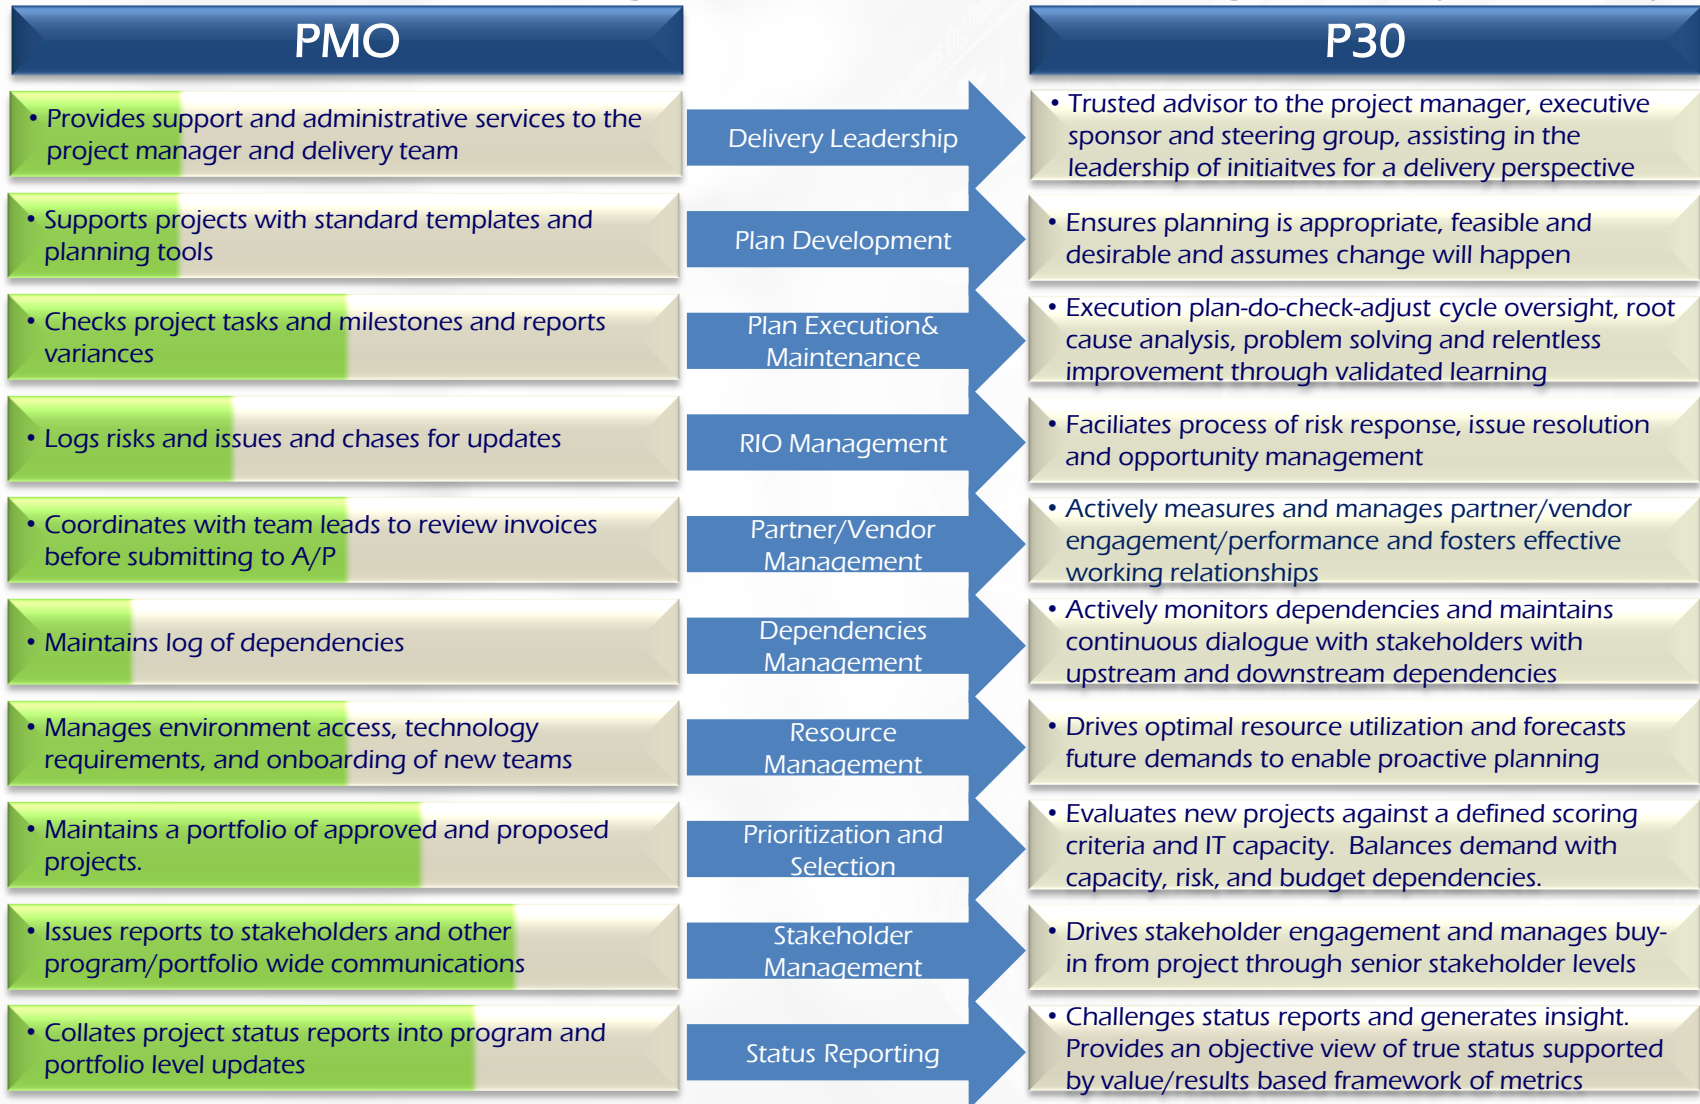 PMO
P30
• Provides support and administrative services to the
project manager and delivery team
Delivery Leadership
• Trusted advisor to the project manager, executive
sponsor and steering group, assisting in the
leadership of initiaitves for a delivery perspective
• Supports projects with standard templates and
planning tools
Plan Development
• Ensures planning is appropriate, feasible and
desirable and assumes change will happen
• Checks project tasks and milestones and reports
variances
Plan Execution&
Maintenance
• Execution plan-do-check-adjust cycle oversight, root
cause analysis, problem solving and relentless
improvement through validated learning
• Logs risks and issues and chases for updates
RIO Management
• Faciliates process of risk response, issue resolution
and opportunity management
• Coordinates with team leads to review invoices
before submitting to A/P
Partner/Vendor
Management
• Actively measures and manages partner/vendor
engagement/performance and fosters effective
working relationships
• Maintains log of dependencies
Dependencies
Management
• Actively monitors dependencies and maintains
continuous dialogue with stakeholders with
upstream and downstream dependencies
• Manages environment access, technology
requirements, and onboarding of new teams
Resource
Management
• Drives optimal resource utilization and forecasts
future demands to enable proactive planning
• Maintains a portfolio of approved and proposed
projects.
Prioritization and
Selection
• Evaluates new projects against a defined scoring
criteria and IT capacity.  Balances demand with
capacity, risk, and budget dependencies.
• Issues reports to stakeholders and other
program/portfolio wide communications
Stakeholder
Management
• Drives stakeholder engagement and manages buy-
in from project through senior stakeholder levels
• Collates project status reports into program and
portfolio level updates
Status Reporting
• Challenges status reports and generates insight.
Provides an objective view of true status supported
by value/results based framework of metrics